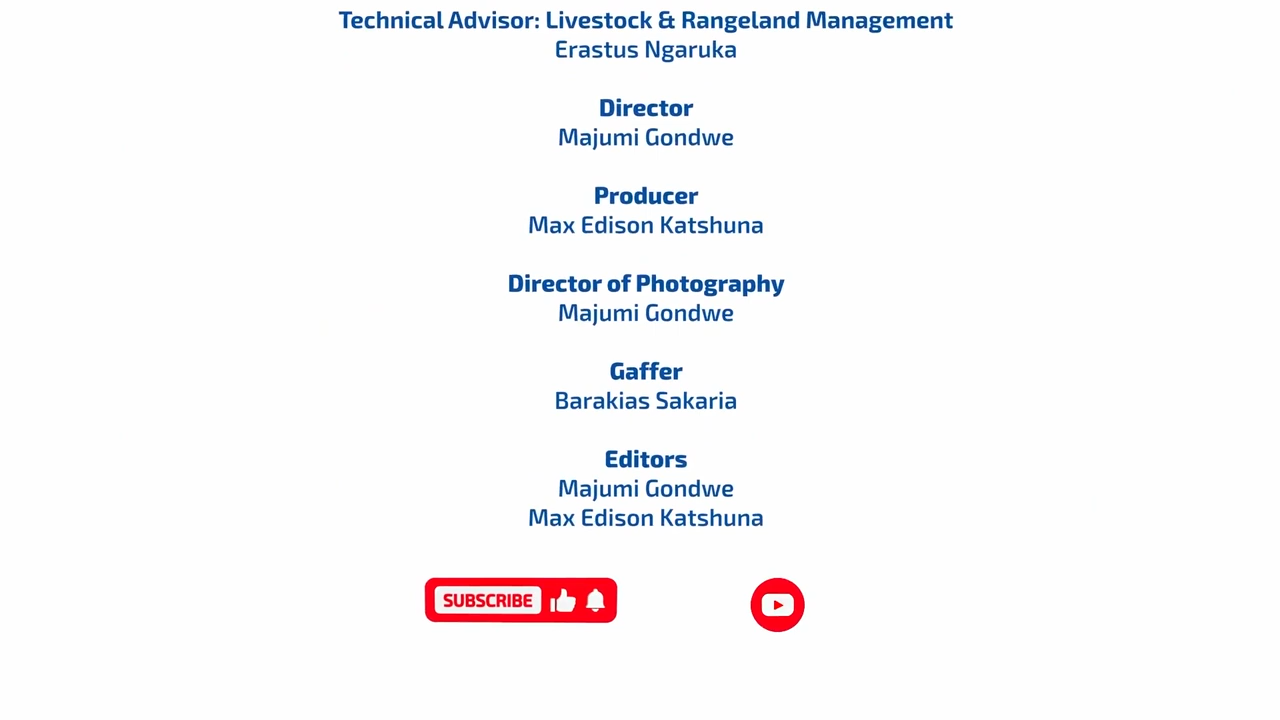 Technical Advisor: Livestock & Rangeland Management
Erastus Ngaruka
Director
Majumi Gondwe
Producer
Max Edison Katshuna
Director of Photography
Majumi Gondwe
Gaffer
Barakias Sakaria
Editors
Majumi Gondwe
Max Edison Katshuna
SUBSCRIBE